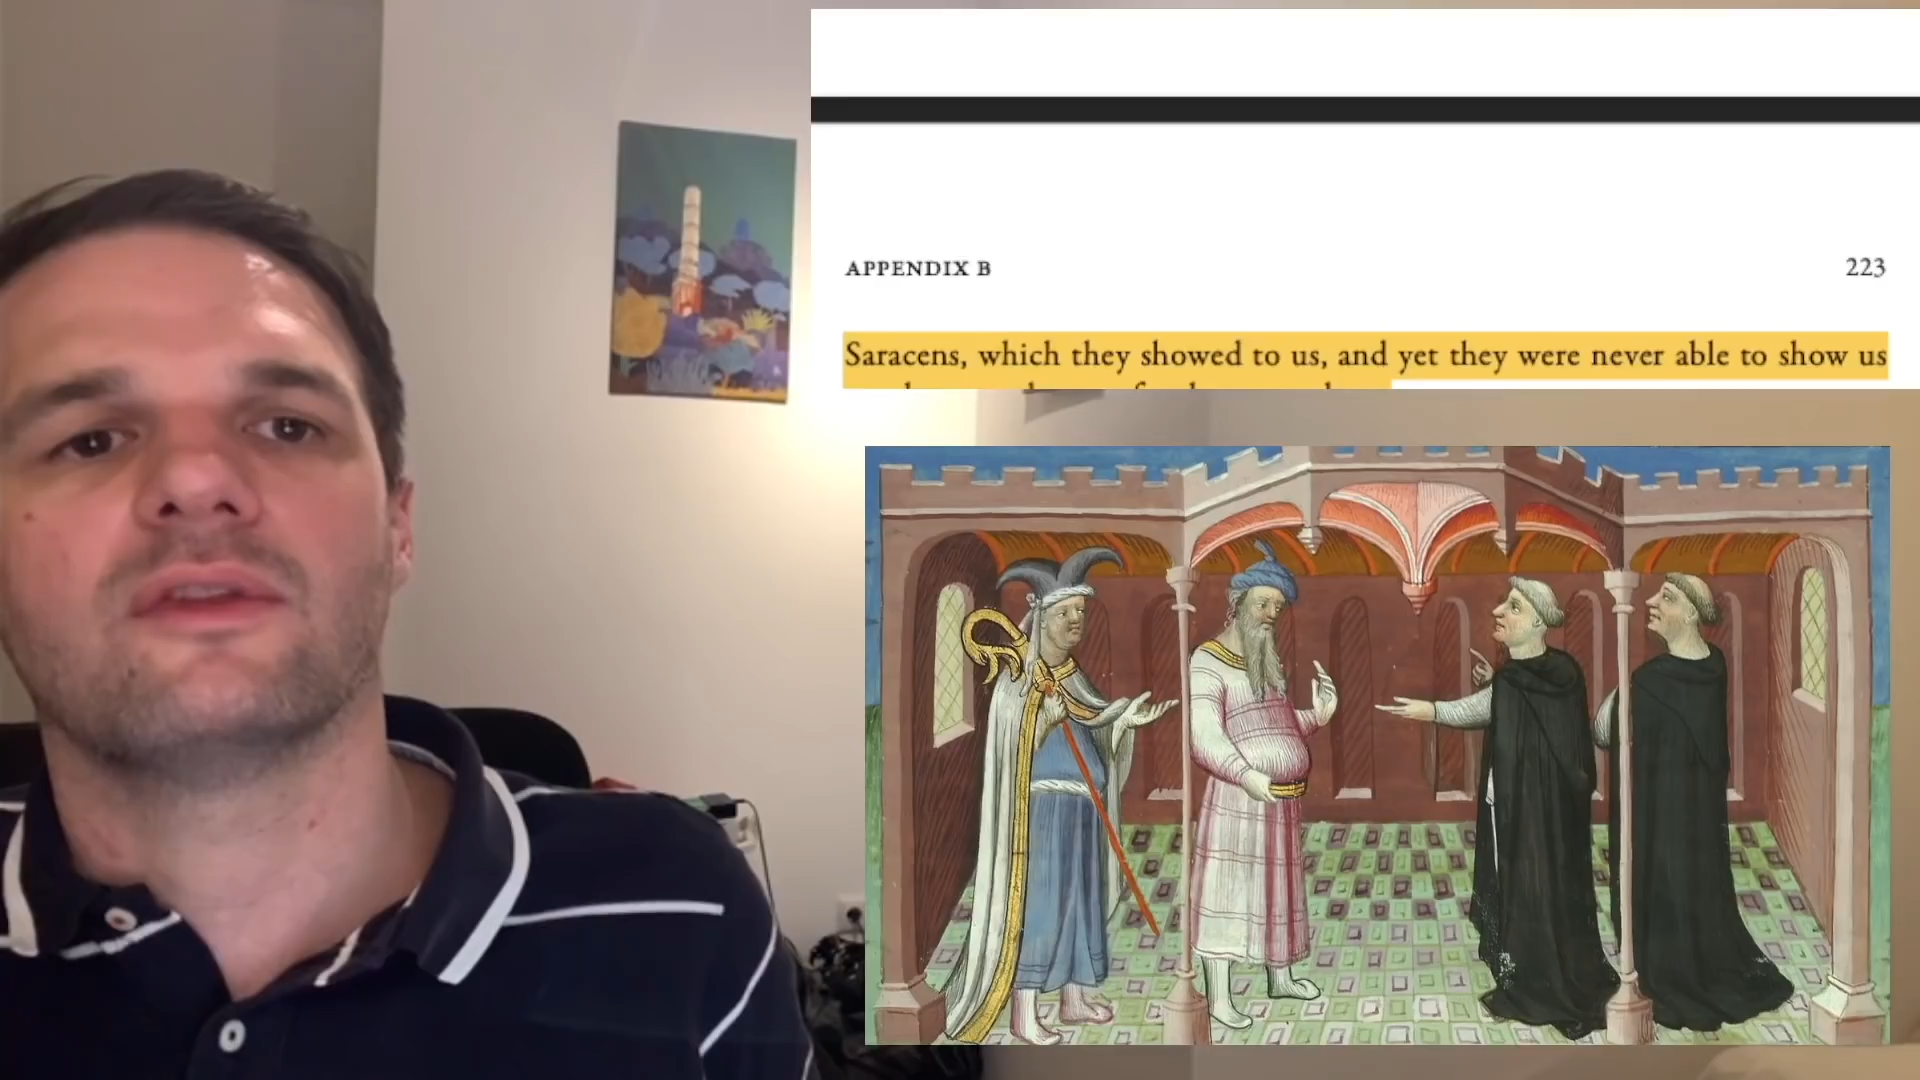 APPENDIX B
223
Saracens, which they showed to us, and yet they were never able to show us